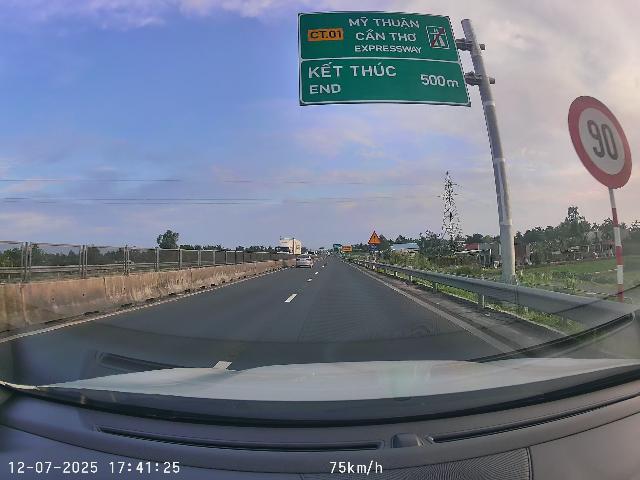 CT.01
MỸ THUẬN
CẦN THƠ
EXPRESSWAY
KẾT THÚC
END
500m
90
12-07-2025 17:41:25
75km/h